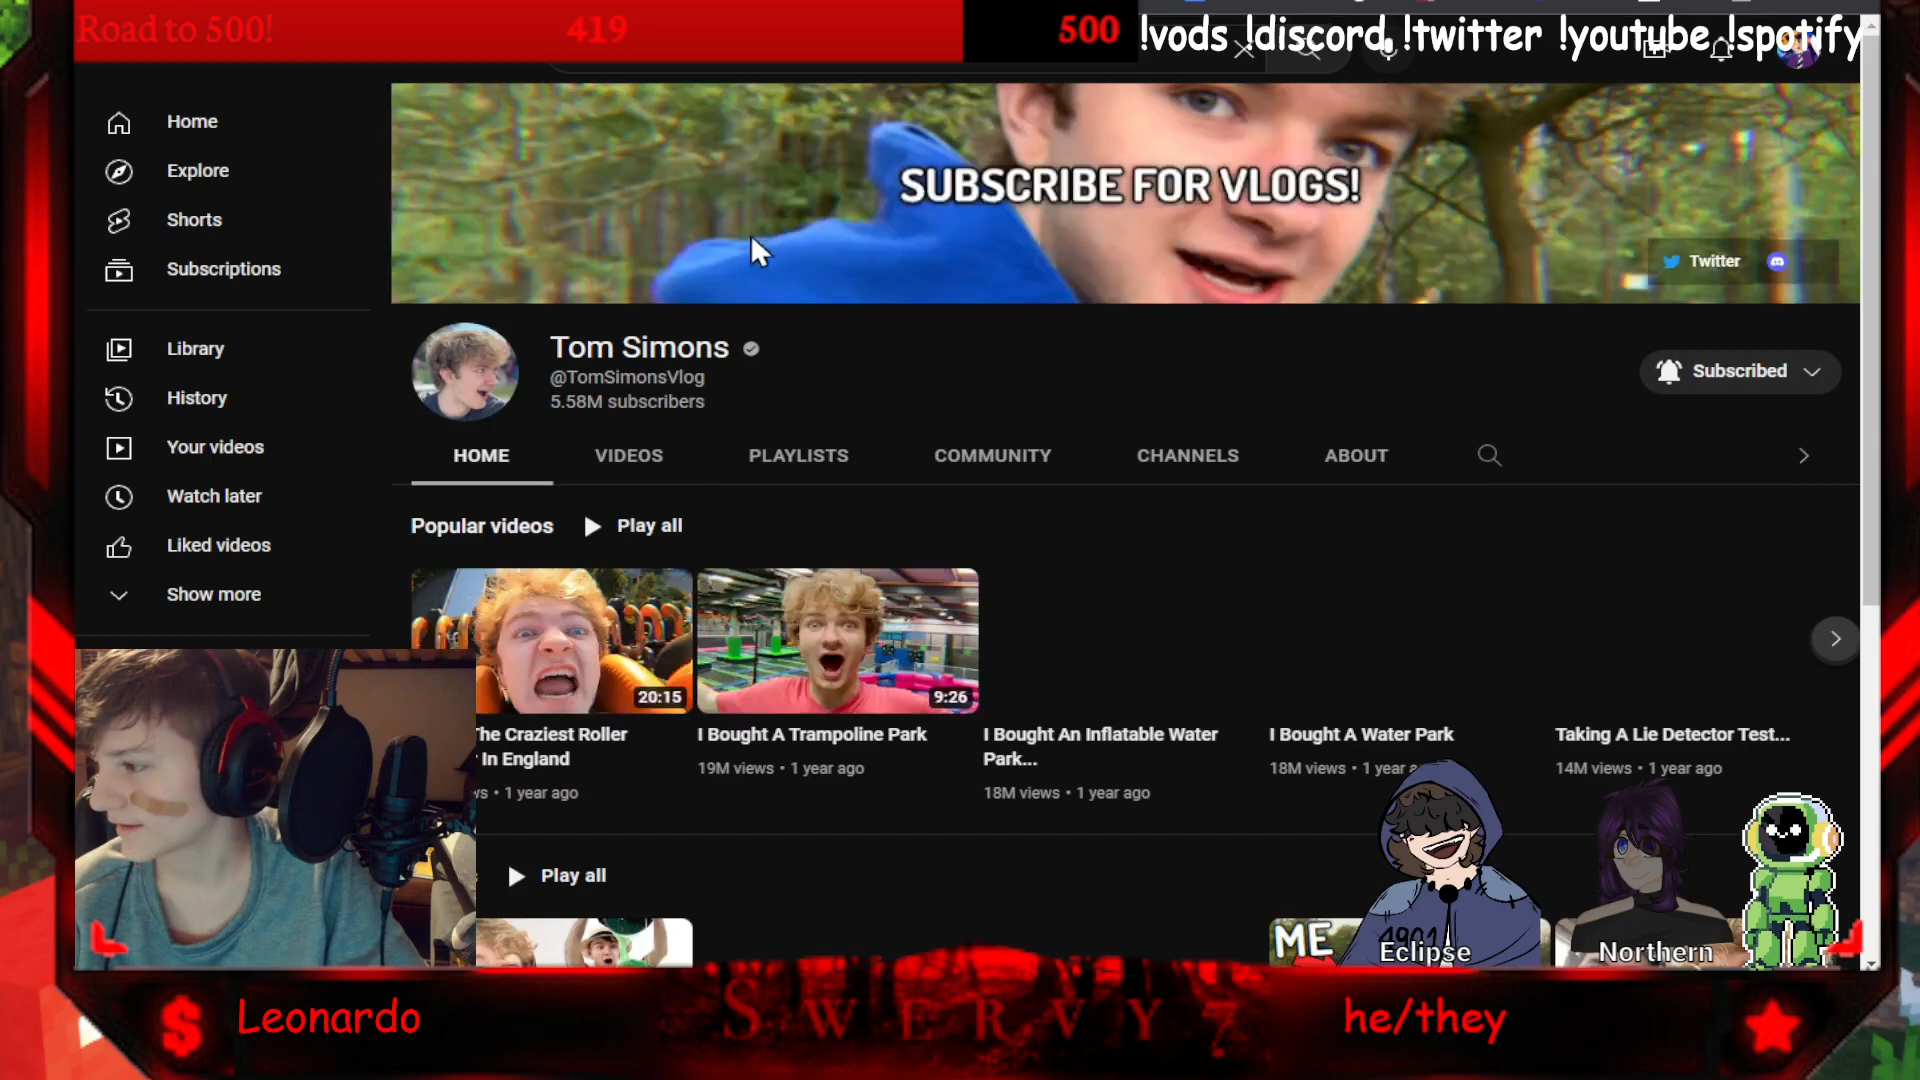 Road to 500!
419
500
!vods !discord !twitter !youtube !spotify
Home
Explore
Shorts
Subscriptions
Library
History
Your videos
Watch later
Liked videos
Show more
SUBSCRIBE FOR VLOGS!
Twitter
Tom Simons
@TomSimonsVlog
5.58M subscribers
Subscribed
HOME
VIDEOS
PLAYLISTS
COMMUNITY
CHANNELS
ABOUT
Popular videos
Play all
20:15
9:26
The Craziest Roller
In England
1 year ago
I Bought A Trampoline Park
19M views • 1 year ago
I Bought An Inflatable Water
Park...
18M views • 1 year ago
I Bought A Water Park
18M views • 1 year
Taking A Lie Detector Test...
14M views • 1 year ago
Play all
ME
4901
Eclipse
Northern
Leonardo
SWERVY7
he/they